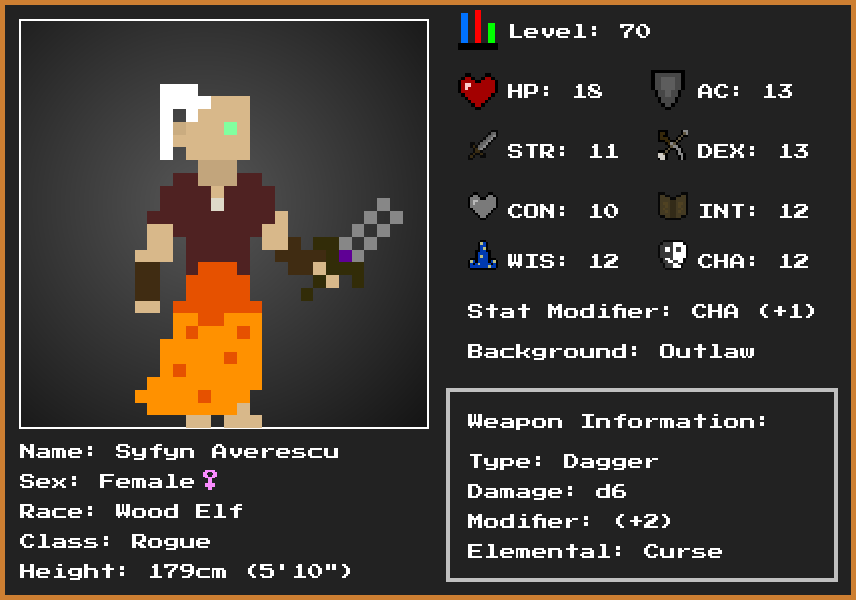 Level: 70
HP: 18
AC: 13
STR: 11
DEX: 13
CON: 10
INT: 12
WIS: 12
CHA: 12
Stat Modifier: CHA (+1)
Background: Outlaw
Weapon Information:
Type: Dagger
Damage: d6
Modifier: (+2)
Elemental: Curse
Name: Syfyn Averescu
Sex: Female♀
Race: Wood Elf
Class: Rogue
Height: 179cm (5'10")